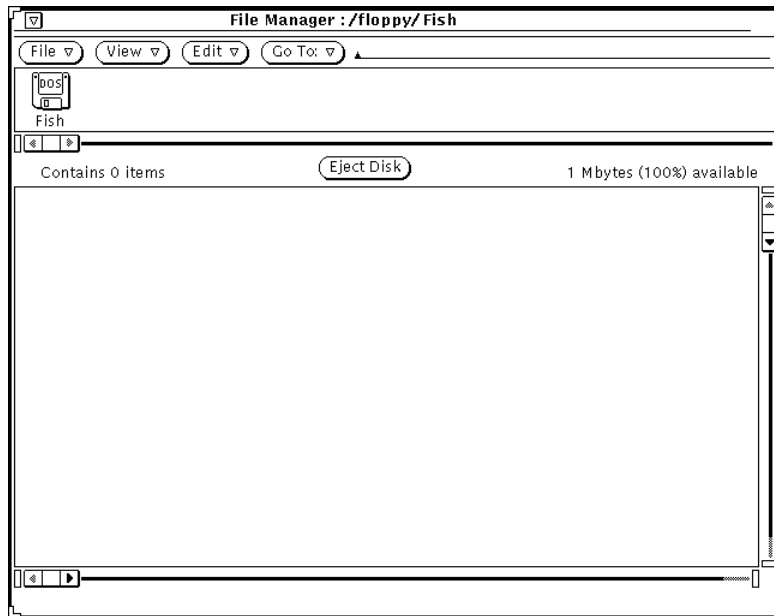 File Manager : /floppy/Fish
File View Edit Go To:
DOS
Fish
Contains 0 items Eject Disk 1 Mbytes (100%) available